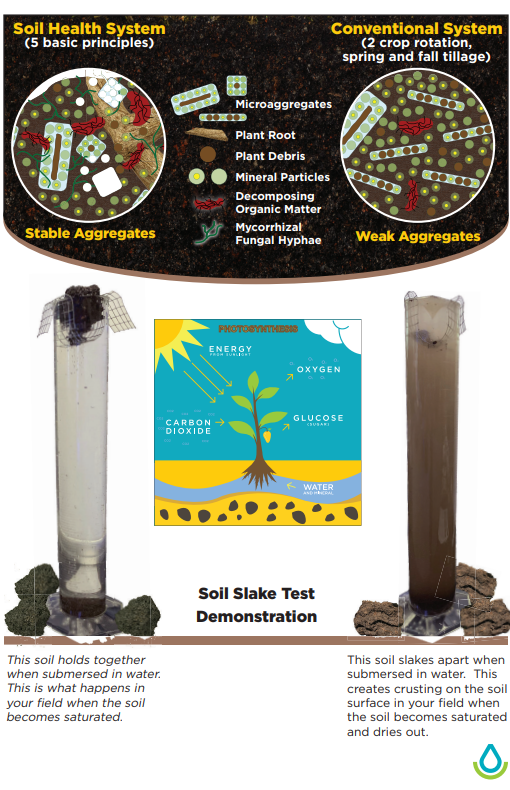 Soil Health System
(5 basic principles)
Conventional System
(2 crop rotation,
spring and fall tillage)
Microaggregates
Plant Root
Plant Debris
Mineral Particles
Decomposing
Organic Matter
Mycorrhizal
Fungal Hyphae
Stable Aggregates
Weak Aggregates
PHOTOSYNTHESIS
ENERGY
FROM SUNLIGHT
OXYGEN
CARBON
DIOXIDE
GLUCOSE
(SUGAR)
WATER
AND MINERAL
Soil Slake Test
Demonstration
This soil holds together
when submersed in water.
This is what happens in
your field when the soil
becomes saturated.
This soil slakes apart when
submersed in water.  This
creates crusting on the soil
surface in your field when
the soil becomes saturated
and dries out.